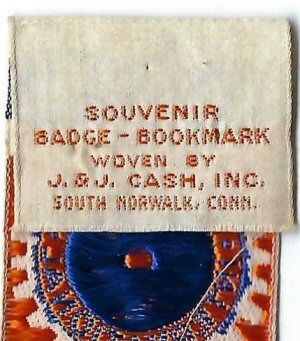 SOUVENIR
BADGE - BOOKMARK
WOVEN BY
J. & J. CASH, INC.
SOUTH NORWALK, CONN.